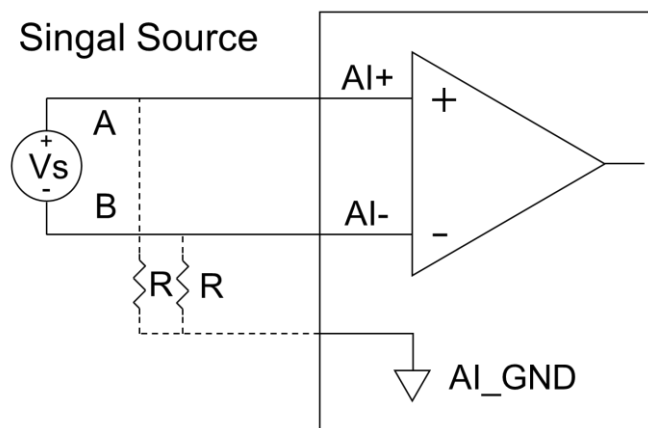 Singal Source
AI+
+
A
+
Vs
-
B
AI-
-
R R
AI_GND